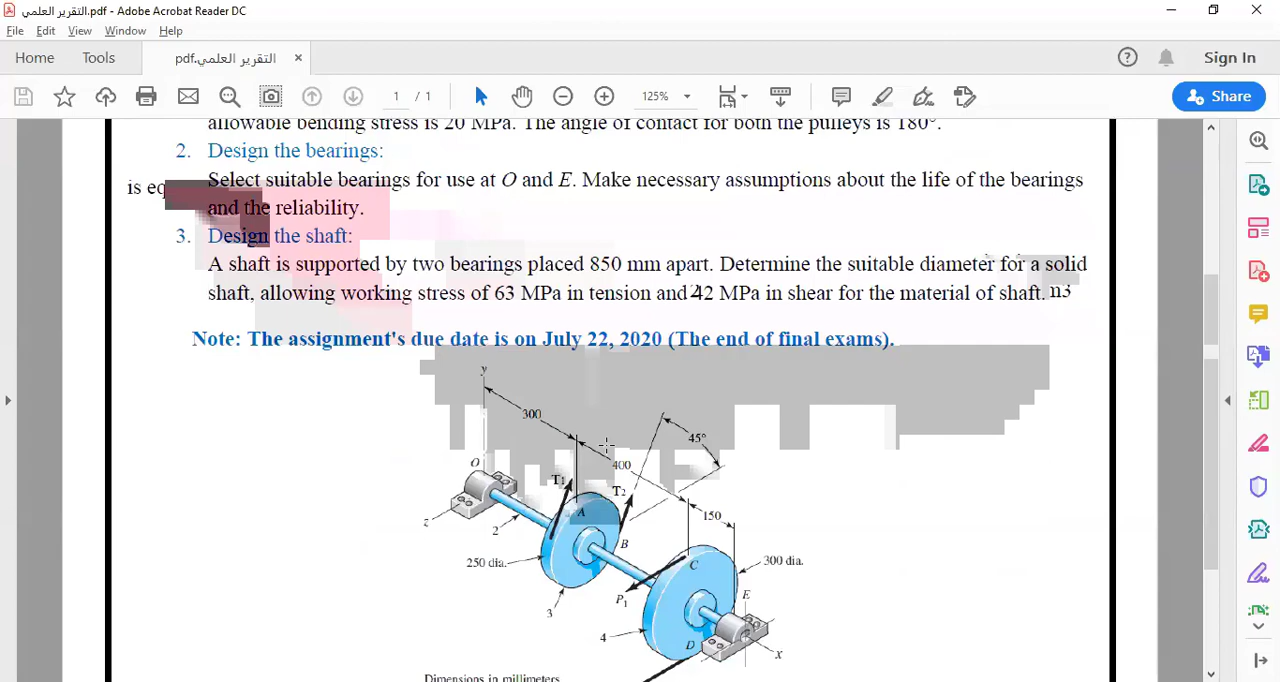 التقرير العلمي.pdf - Adobe Acrobat Reader DC
File Edit View Window Help
Home Tools التقرير العلمي.pdf × Sign In
1 / 1 125% Share
allowable bending stress is 20 MPa. The angle of contact for both the pulleys is 180°.
2. Design the bearings:
Select suitable bearings for use at O and E. Make necessary assumptions about the life of the bearings
is eq
and the reliability.
3. Design the shaft:
A shaft is supported by two bearings placed 850 mm apart. Determine the suitable diameter for a solid
shaft, allowing working stress of 63 MPa in tension and 42 MPa in shear for the material of shaft. n3
Note: The assignment's due date is on July 22, 2020 (The end of final exams).
y
300
45°
400
O
T1
T2
A
150
z
2
B
250 dia.
C
300 dia.
P1
E
3
4
D
x
Dimensions in millimeters